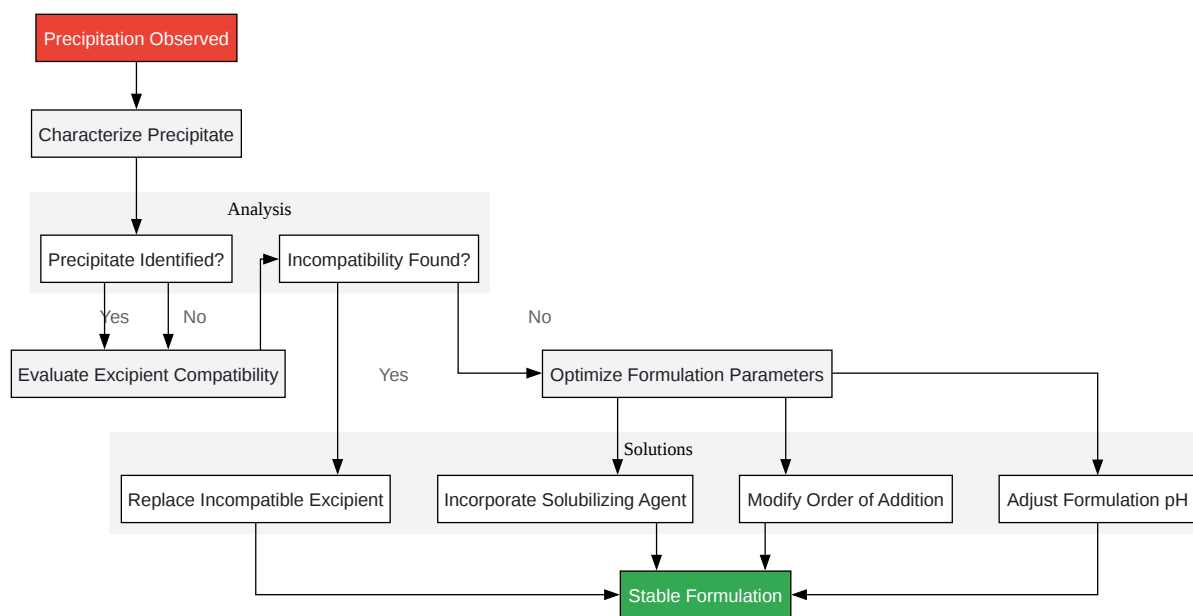 Precipitation Observed
Characterize Precipitate
Analysis
Precipitate Identified?
Incompatibility Found?
Yes
No
No
Evaluate Excipient Compatibility
Yes
Optimize Formulation Parameters
Solutions
Replace Incompatible Excipient
Incorporate Solubilizing Agent
Modify Order of Addition
Adjust Formulation pH
Stable Formulation